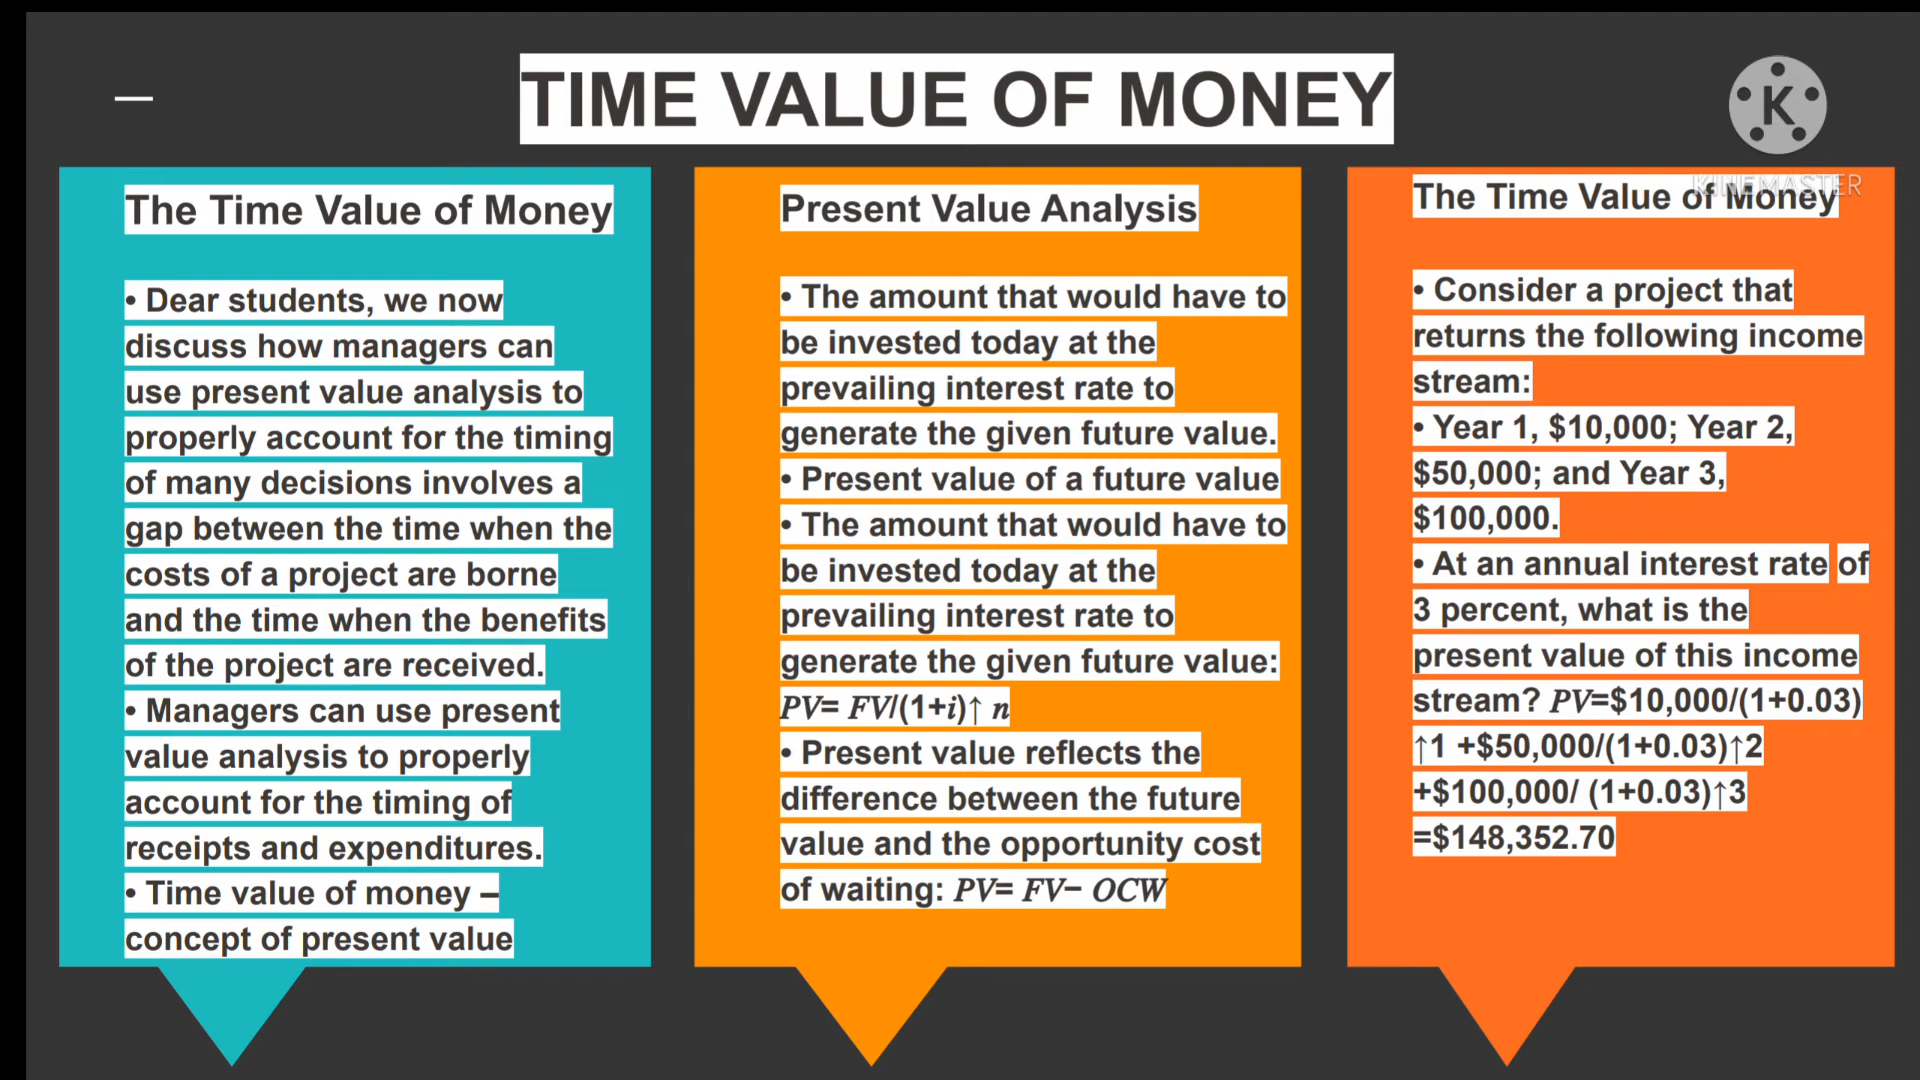 TIME VALUE OF MONEY
K
KINEMASTER
The Time Value of Money
• Dear students, we now
discuss how managers can
use present value analysis to
properly account for the timing
of many decisions involves a
gap between the time when the
costs of a project are borne
and the time when the benefits
of the project are received.
• Managers can use present
value analysis to properly
account for the timing of
receipts and expenditures.
• Time value of money –
concept of present value
Present Value Analysis
• The amount that would have to
be invested today at the
prevailing interest rate to
generate the given future value.
• Present value of a future value
• The amount that would have to
be invested today at the
prevailing interest rate to
generate the given future value:
PV= FV/(1+i)↑ n
• Present value reflects the
difference between the future
value and the opportunity cost
of waiting: PV= FV− OCW
The Time Value of Money
• Consider a project that
returns the following income
stream:
• Year 1, $10,000; Year 2,
$50,000; and Year 3,
$100,000.
• At an annual interest rate of
3 percent, what is the
present value of this income
stream? PV=$10,000/(1+0.03)
↑1 +$50,000/(1+0.03)↑2
+$100,000/ (1+0.03)↑3
=$148,352.70